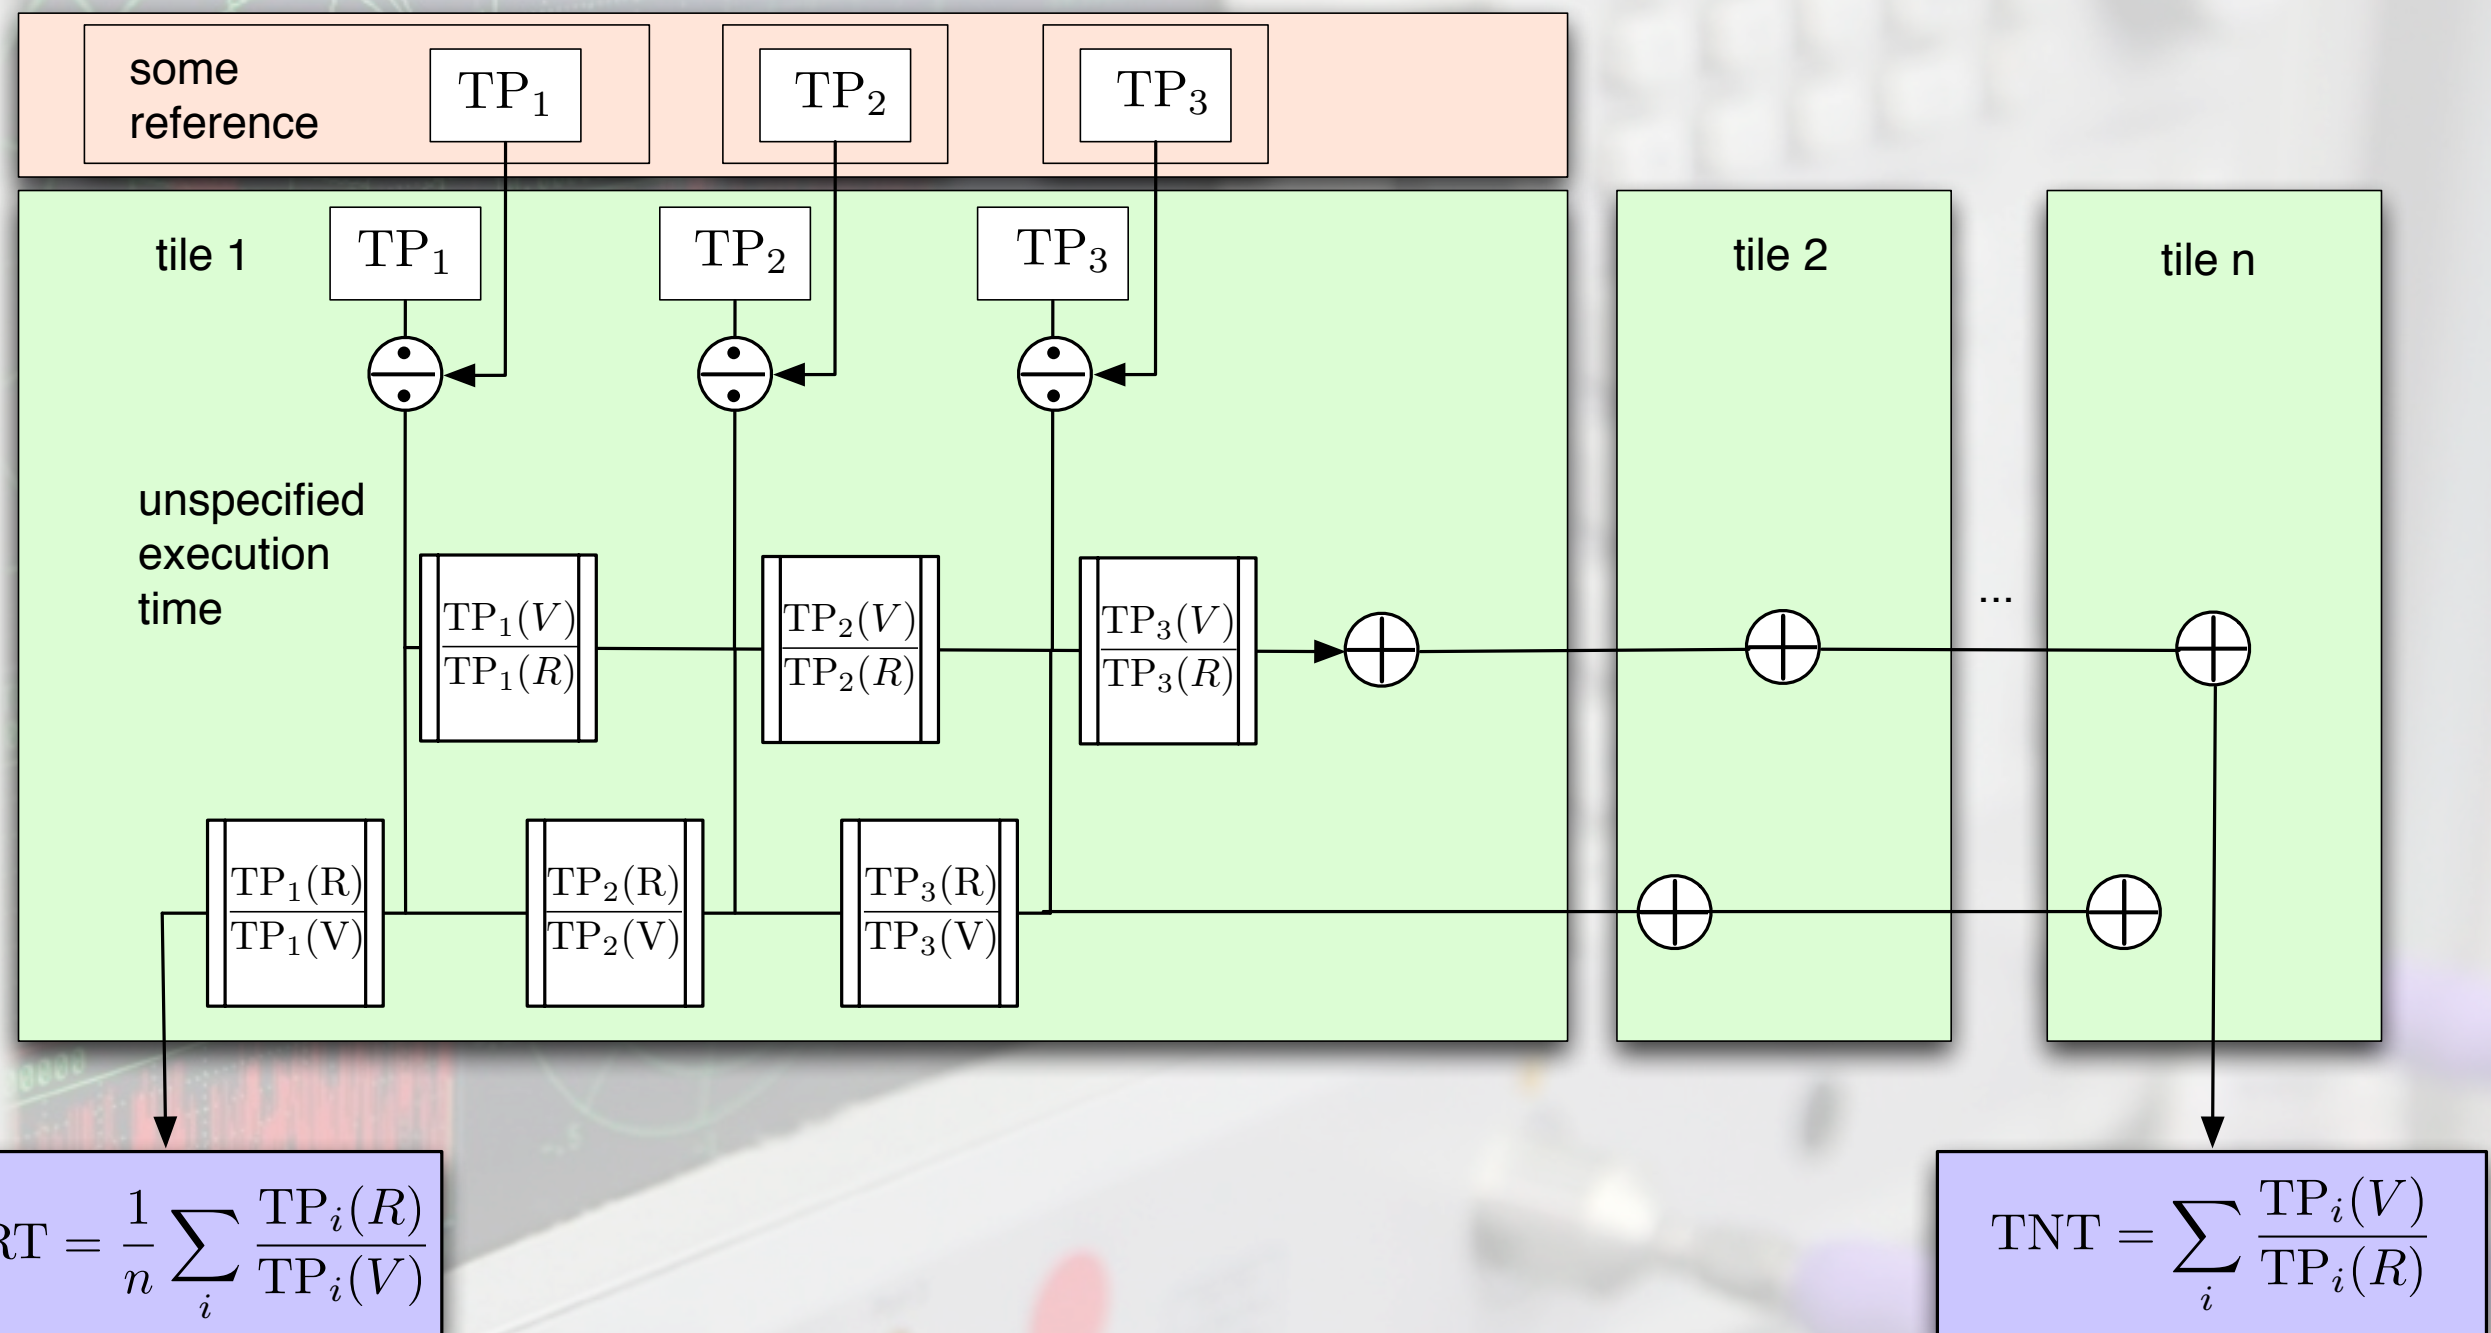 some
reference
TP₁
TP₂
TP₃
tile 1
TP₁
TP₂
TP₃
tile 2
tile n
unspecified
execution
time
TP₁(V)
TP₁(R)
TP₂(V)
TP₂(R)
TP₃(V)
TP₃(R)
...
TP₁(R)
TP₁(V)
TP₂(R)
TP₂(V)
TP₃(R)
TP₃(V)
RT = 1/n ∑ᵢ TPᵢ(R)/TPᵢ(V)
TNT = ∑ᵢ TPᵢ(V)/TPᵢ(R)